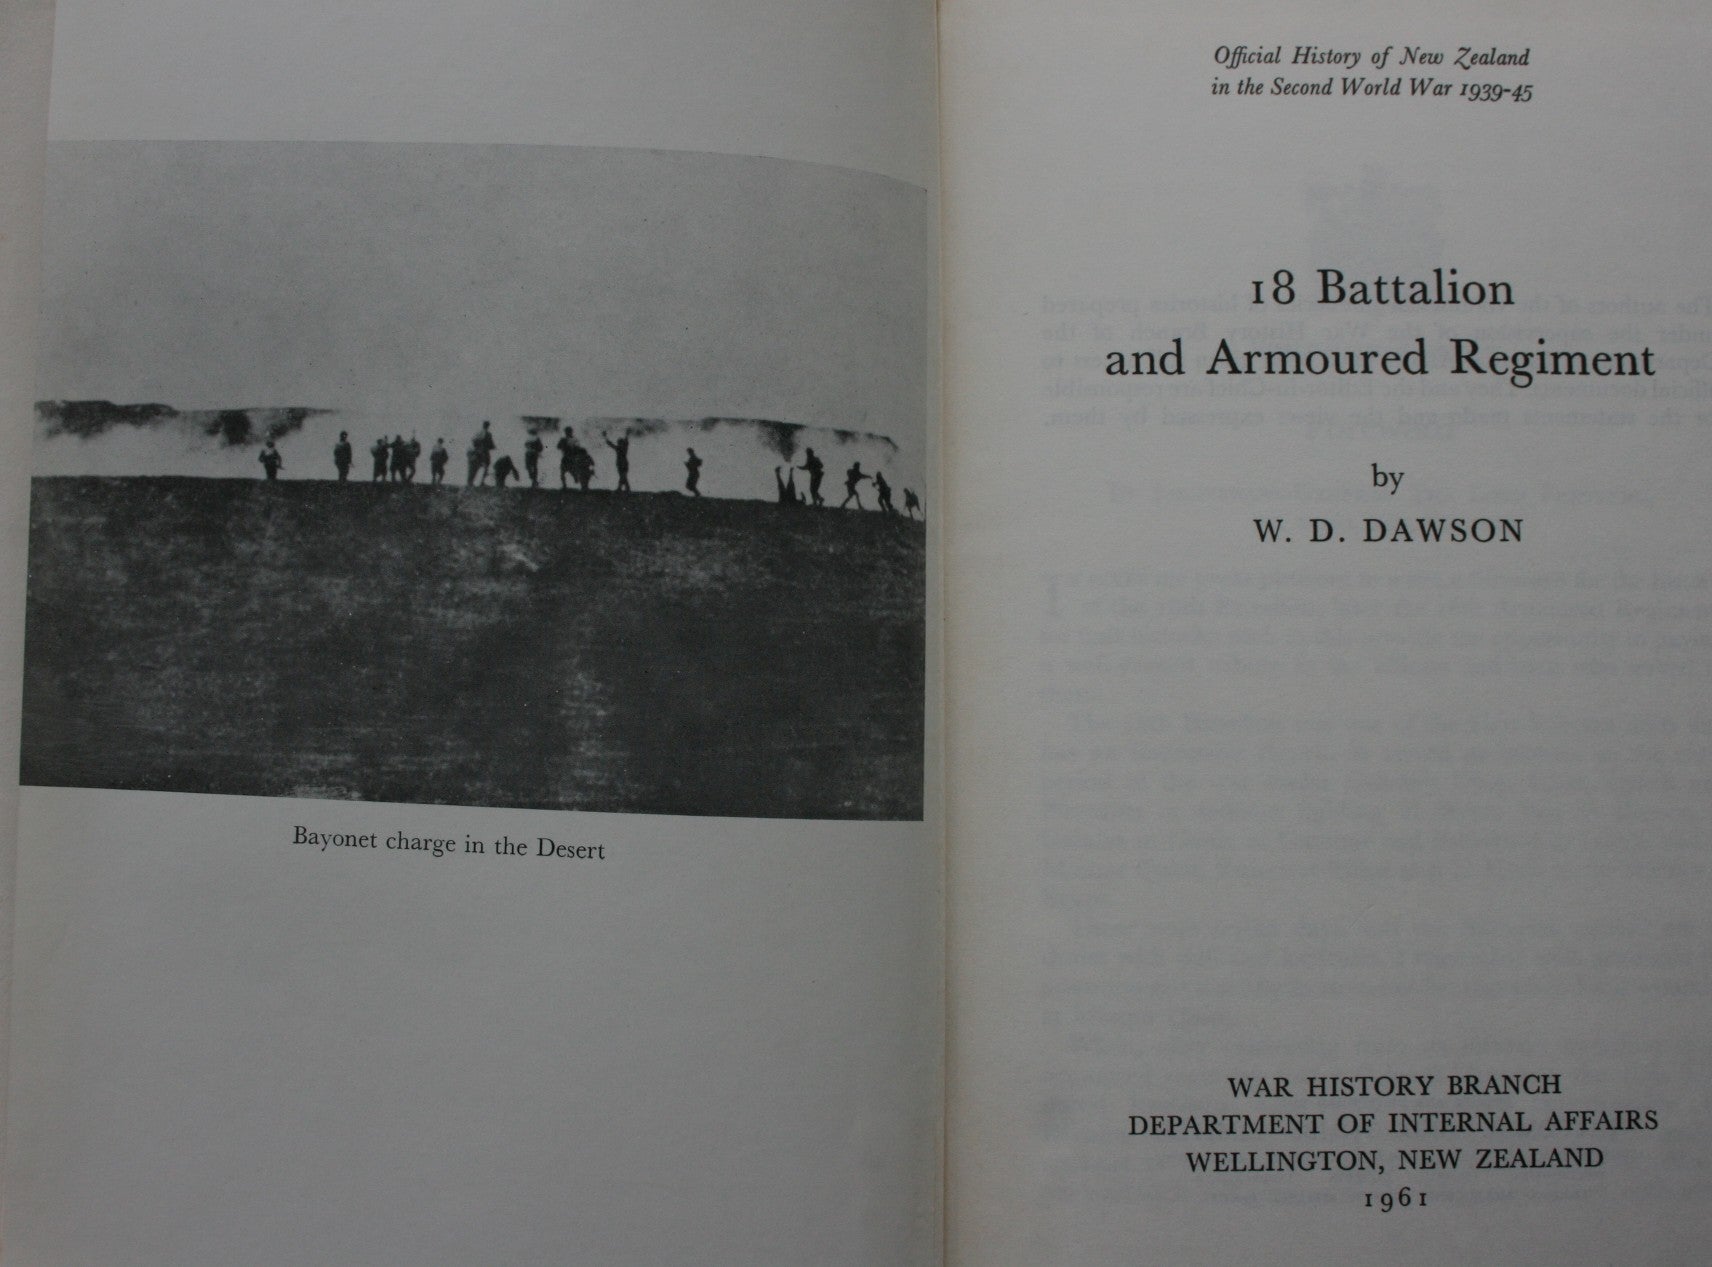 Bayonet charge in the Desert
Official History of New Zealand
in the Second World War 1939-45
18 Battalion
and Armoured Regiment
by
W. D. DAWSON
WAR HISTORY BRANCH
DEPARTMENT OF INTERNAL AFFAIRS
WELLINGTON, NEW ZEALAND
1961